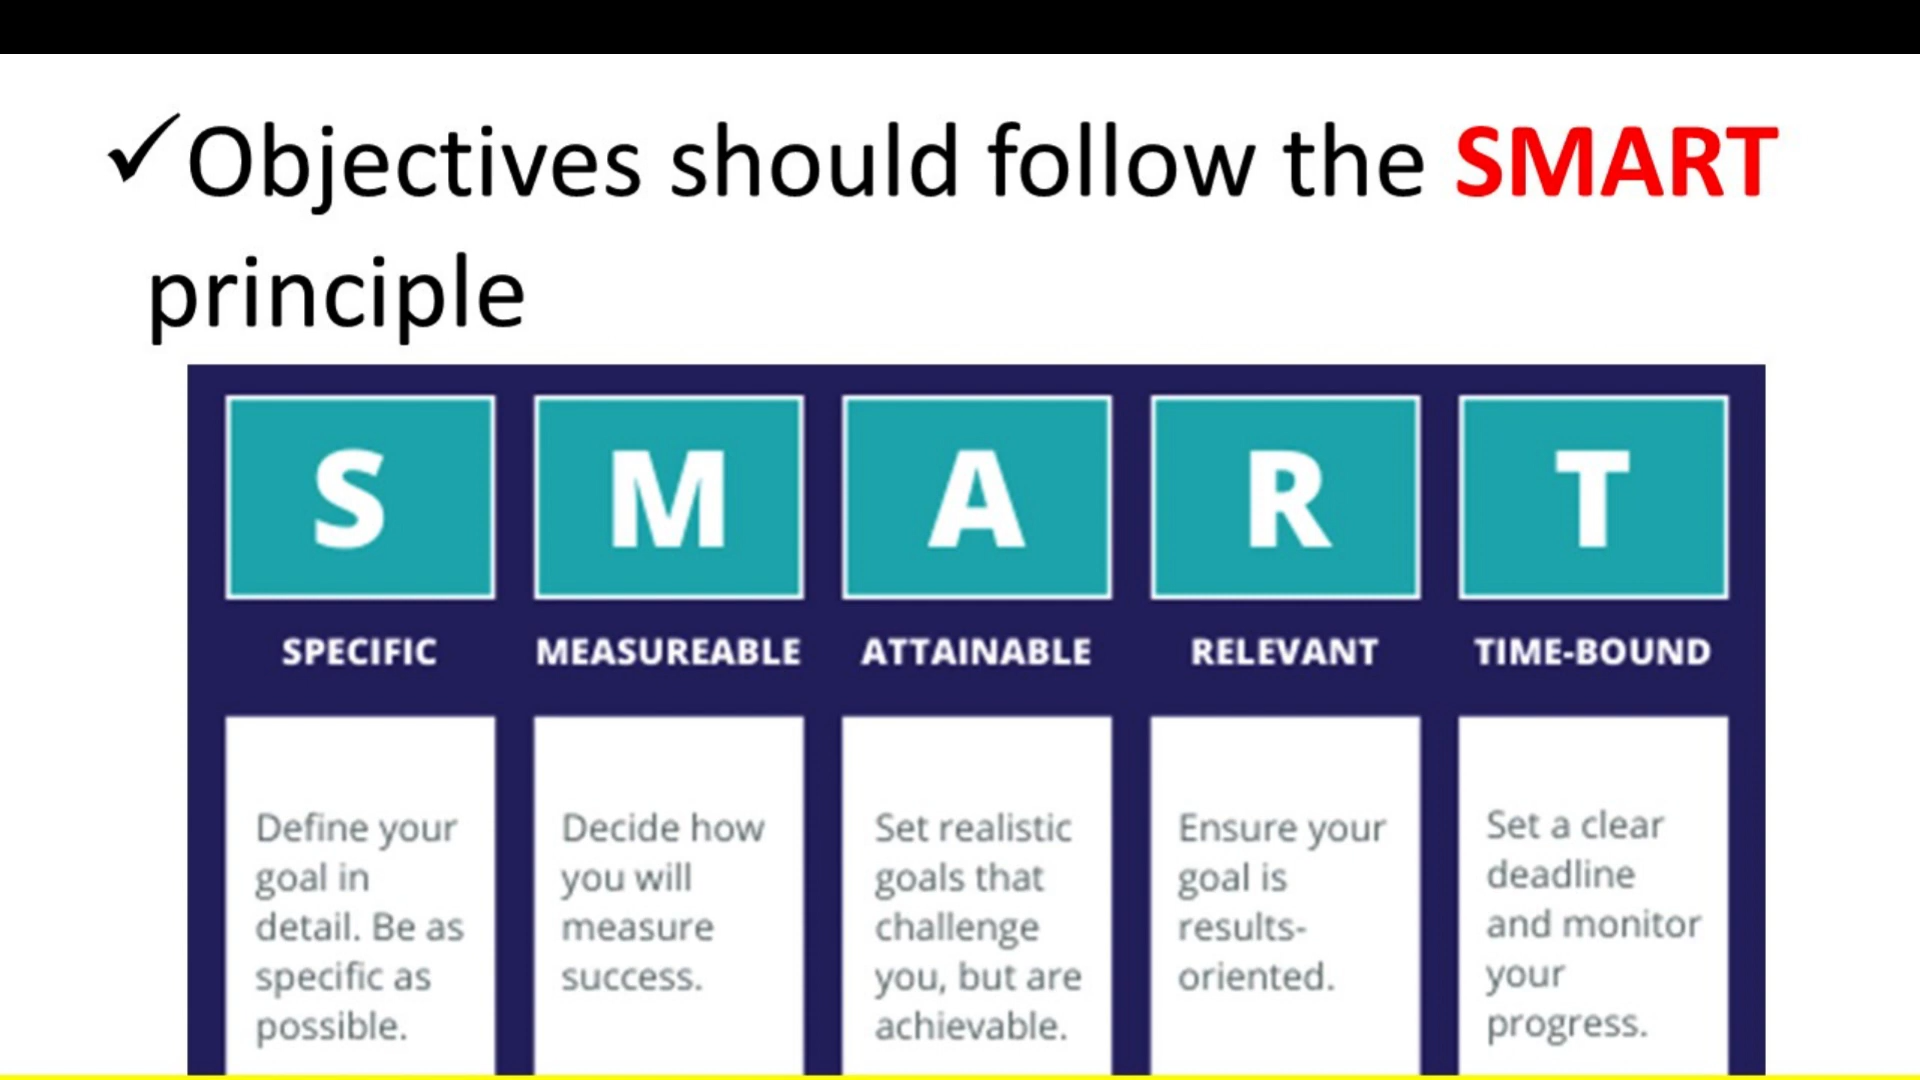 ✓Objectives should follow the SMART
principle
S M A R T
SPECIFIC MEASUREABLE ATTAINABLE RELEVANT TIME-BOUND
Define your
goal in
detail. Be as
specific as
possible.
Decide how
you will
measure
success.
Set realistic
goals that
challenge
you, but are
achievable.
Ensure your
goal is
results-
oriented.
Set a clear
deadline
and monitor
your
progress.